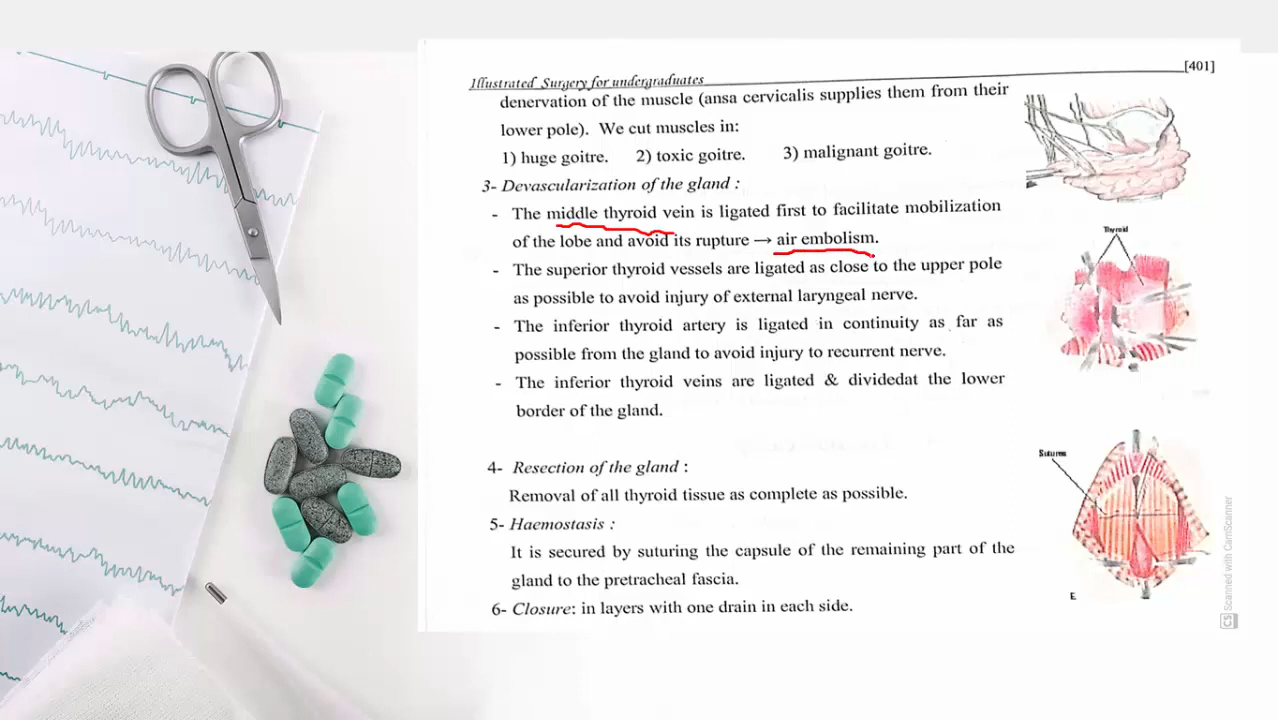 Illustrated Surgery for undergraduates
[401]
denervation of the muscle (ansa cervicalis supplies them from their
lower pole). We cut muscles in:
1) huge goitre. 2) toxic goitre. 3) malignant goitre.
3- Devascularization of the gland :
- The middle thyroid vein is ligated first to facilitate mobilization
of the lobe and avoid its rupture → air embolism.
- The superior thyroid vessels are ligated as close to the upper pole
as possible to avoid injury of external laryngeal nerve.
- The inferior thyroid artery is ligated in continuity as far as
possible from the gland to avoid injury to recurrent nerve.
- The inferior thyroid veins are ligated & dividedat the lower
border of the gland.
4- Resection of the gland :
Removal of all thyroid tissue as complete as possible.
5- Haemostasis :
It is secured by suturing the capsule of the remaining part of the
gland to the pretracheal fascia.
6- Closure: in layers with one drain in each side.
Thyroid
Sutures
E
CS Scanned with CamScanner